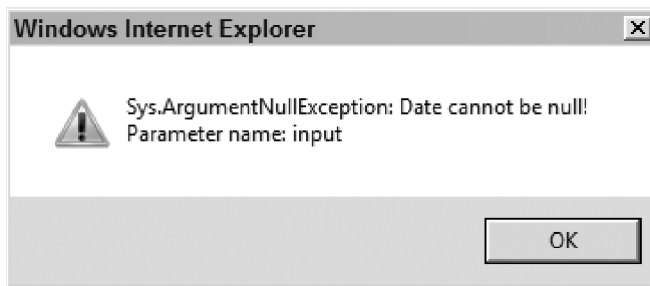 Windows Internet Explorer
Sys.ArgumentNullException: Date cannot be null!
Parameter name: input
OK